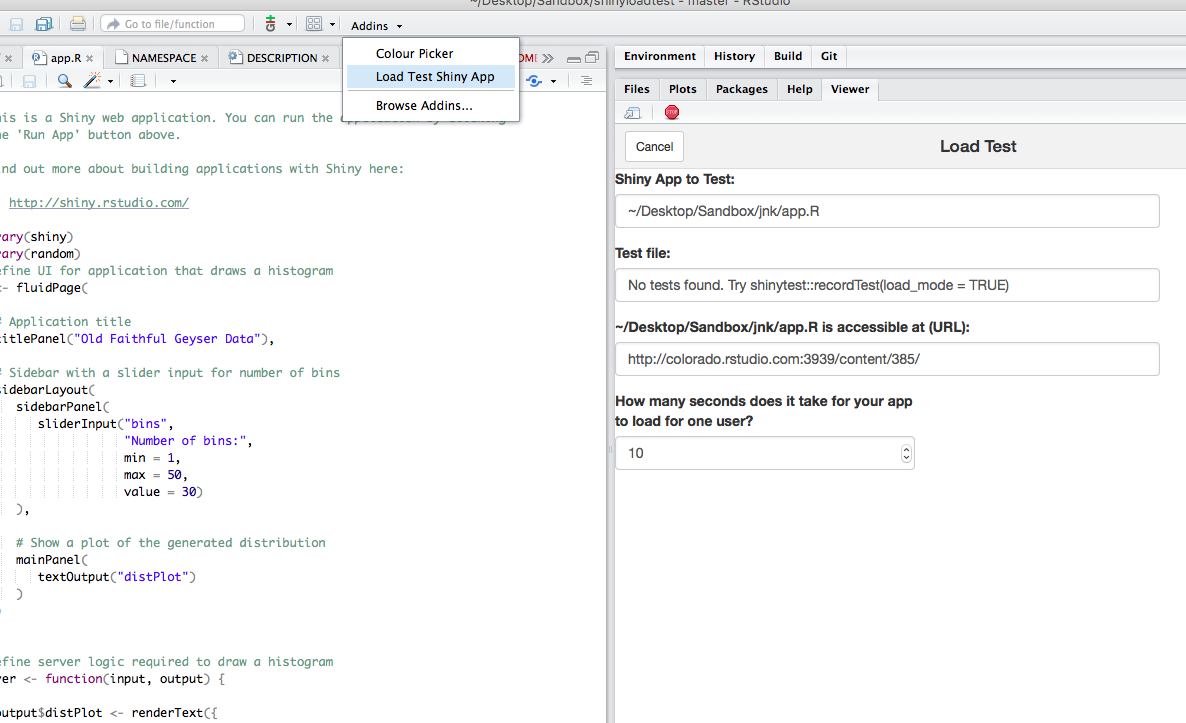 ~/Desktop/Sandbox/shinyloadtest - master - RStudio
Go to file/function
Addins
app.R
NAMESPACE
DESCRIPTION
Colour Picker
Load Test Shiny App
Browse Addins...
his is a Shiny web application. You can run the
'Run App' button above.
nd out more about building applications with Shiny here:
http://shiny.rstudio.com/
ary(shiny)
ary(random)
fine UI for application that draws a histogram
<- fluidPage(
# Application title
itlePanel("Old Faithful Geyser Data"),
# Sidebar with a slider input for number of bins
idebarLayout(
sidebarPanel(
sliderInput("bins",
"Number of bins:",
min = 1,
max = 50,
value = 30)
),
# Show a plot of the generated distribution
mainPanel(
textOutput("distPlot")
)
efine server logic required to draw a histogram
er <- function(input, output) {
output$distPlot <- renderText({
Environment
History
Build
Git
Files
Plots
Packages
Help
Viewer
Cancel
Load Test
Shiny App to Test:
~/Desktop/Sandbox/jnk/app.R
Test file:
No tests found. Try shinytest::recordTest(load_mode = TRUE)
~/Desktop/Sandbox/jnk/app.R is accessible at (URL):
http://colorado.rstudio.com:3939/content/385/
How many seconds does it take for your app
to load for one user?
10